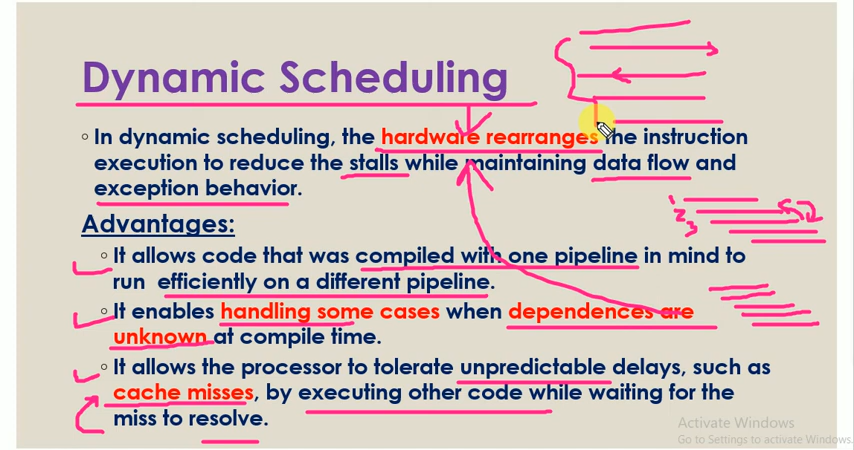 Dynamic Scheduling
◦ In dynamic scheduling, the hardware rearranges the instruction
execution to reduce the stalls while maintaining data flow and
exception behavior.
1
2
3
Advantages:
◦ It allows code that was compiled with one pipeline in mind to
run efficiently on a different pipeline.
◦ It enables handling some cases when dependences are
unknown at compile time.
◦ It allows the processor to tolerate unpredictable delays, such as
cache misses, by executing other code while waiting for the
miss to resolve.
Activate Windows
Go to Settings to activate Windows.